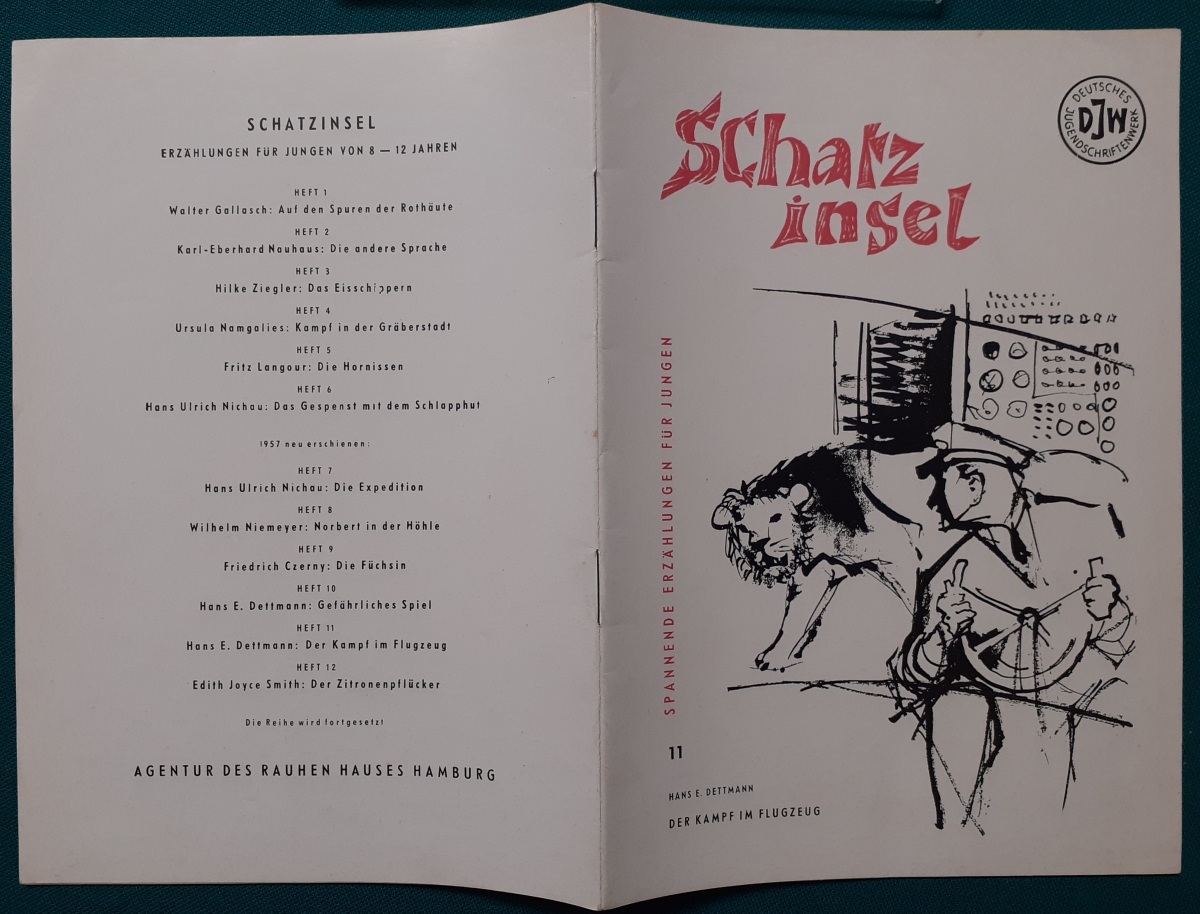 SCHATZINSEL
ERZÄHLUNGEN FÜR JUNGEN VON 8 — 12 JAHREN
HEFT 1
Walter Gallasch: Auf den Spuren der Rothäute
HEFT 2
Karl-Eberhard Nauhaus: Die andere Sprache
HEFT 3
Hilke Ziegler: Das Eisschippern
HEFT 4
Ursula Namgalies: Kampf in der Gräberstadt
HEFT 5
Fritz Langour: Die Hornissen
HEFT 6
Hans Ulrich Nichau: Das Gespenst mit dem Schlapphut
1957 neu erschienen:
HEFT 7
Hans Ulrich Nichau: Die Expedition
HEFT 8
Wilhelm Niemeyer: Norbert in der Höhle
HEFT 9
Friedrich Czerny: Die Füchsin
HEFT 10
Hans E. Dettmann: Gefährliches Spiel
HEFT 11
Hans E. Dettmann: Der Kampf im Flugzeug
HEFT 12
Edith Joyce Smith: Der Zitronenpflücker
Die Reihe wird fortgesetzt
AGENTUR DES RAUHEN HAUSES HAMBURG
Schatz
insel
DEUTSCHES
DJW
JUGENDSCHRIFTENWERK
SPANNENDE ERZÄHLUNGEN FÜR JUNGEN
11
HANS E. DETTMANN
DER KAMPF IM FLUGZEUG